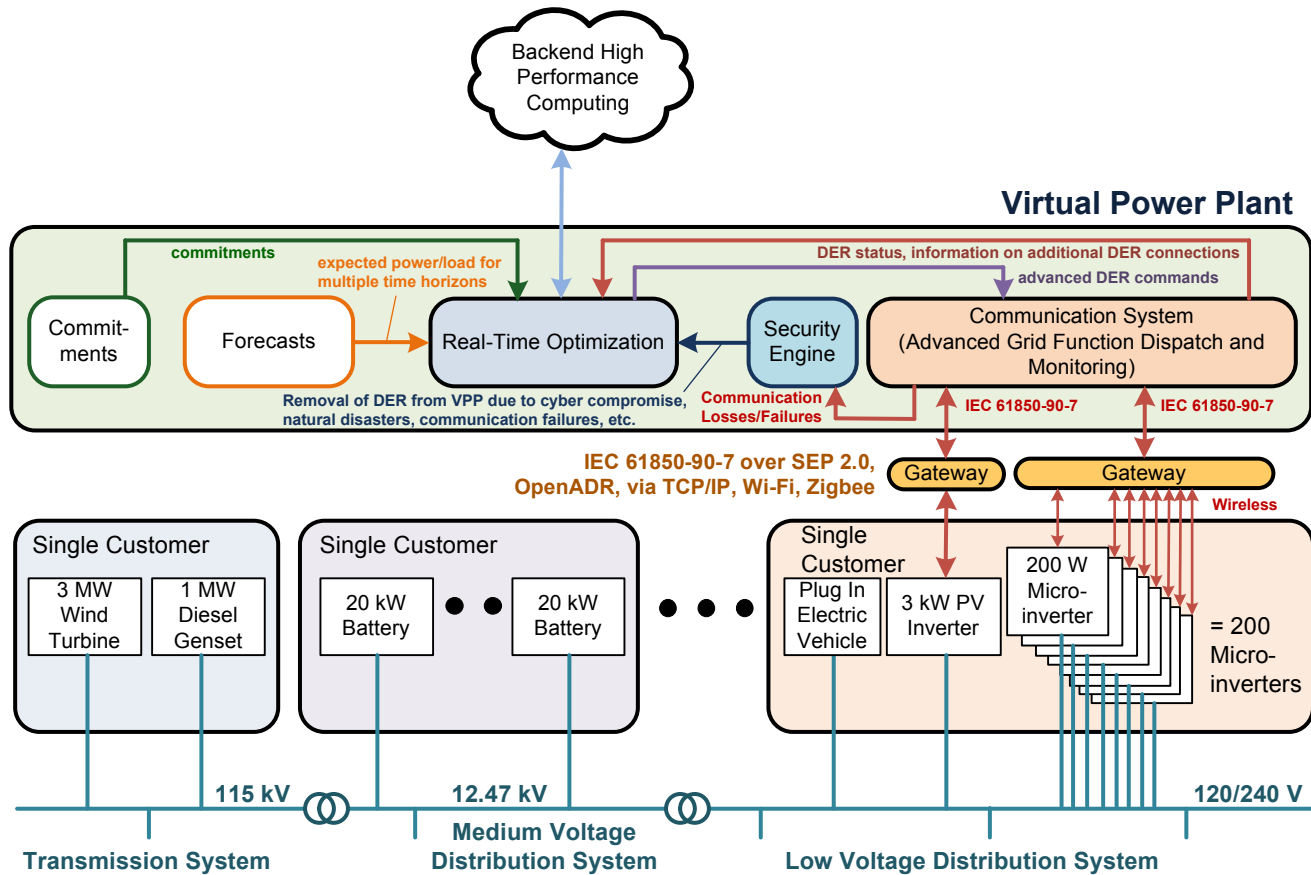 Backend High
Performance
Computing
Virtual Power Plant
commitments
DER status, information on additional DER connections
expected power/load for
multiple time horizons
advanced DER commands
Commit-
ments
Forecasts
Real-Time Optimization
Security
Engine
Communication System
(Advanced Grid Function Dispatch and
Monitoring)
Removal of DER from VPP due to cyber compromise,
natural disasters, communication failures, etc.
Communication
Losses/Failures
IEC 61850-90-7
IEC 61850-90-7
IEC 61850-90-7 over SEP 2.0,
OpenADR, via TCP/IP, Wi-Fi, Zigbee
Gateway
Gateway
Wireless
Single Customer
3 MW
Wind
Turbine
1 MW
Diesel
Genset
Single Customer
20 kW
Battery
20 kW
Battery
Single
Customer
Plug In
Electric
Vehicle
3 kW PV
Inverter
200 W
Micro-
inverter
= 200
Micro-
inverters
115 kV
12.47 kV
120/240 V
Transmission System
Medium Voltage
Distribution System
Low Voltage Distribution System